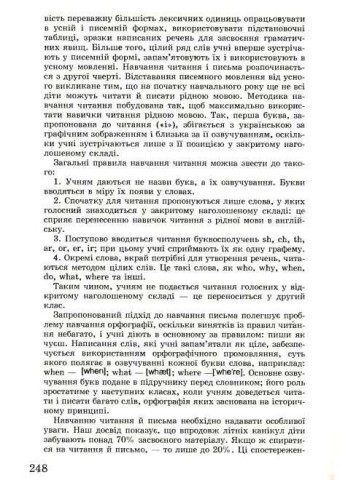 вість переважну більшість лексичних одиниць опрацьовувати
в усній і писемній формах, використовувати підстановочні
таблиці, зразки написаних речень для засвоєння граматич-
них явищ. Більше того, цілий ряд слів учні вперше зустріча-
ють у писемній формі, запам'ятовують їх і використовують в
усному мовленні. Навчання читання і письма розпочинаєть-
ся з другої чверті. Відставання писемного мовлення від усно-
го викликане тим, що на початку навчального року ще не всі
діти можуть читати й писати рідною мовою. Методика на-
вчання читання побудована так, щоб максимально викорис-
тати навички читання рідною мовою. Так, перша буква, за-
пропонована до читання («і»), збігається з українською за
графічним зображенням і близька за її озвучуванням, оскіль-
ки учні зустрічаються лише з її позицією у закритому наго-
лошеному складі.
Загальні правила навчання читання можна звести до тако-
го:
1. Учням даються не назви букв, а їх озвучування. Букви
вводяться в міру їх появи у словах.
2. Спочатку для читання пропонуються лише слова, у яких
голосний знаходиться у закритому наголошеному складі: це
сприяє перенесенню навичок читання з рідної мови в англій-
ську.
3. Поступово вводиться читання буквосполучень sh, ch, th,
ar, or, er, ir; при цьому учні сприймають їх як одну графему.
4. Окремі слова, вкрай потрібні для утворення речень, чита-
ються методом цілих слів. Це такі слова, як who, why, when,
do, what, where та інші.
Таким чином, учням не подається читання голосних у від-
критому наголошеному складі — це переноситься у другий
клас.
Запропонований підхід до навчання письма полегшує проб-
лему навчання орфографії, оскільки винятків із правил читан-
ня небагато, і учні діють в основному за правилом: пиши як
чуєш. Написання слів, які учні запам'ятали як ціле, забезпе-
чується використанням орфографічного промовляння, суть
якого полягає в озвучуванні кожної букви слова, наприклад:
when — [when]; what — [whæt]; where —[whe're]. Основне озву-
чування букв подане в підручнику перед словником; його роль
зростатиме у наступних класах, коли учням доведеться чита-
ти і писати багато слів, орфографія яких заснована на історич-
ному принципі.
Навчанню читання й письма необхідно надавати особливої
уваги. Наш досвід показує, що впродовж літніх канікул діти
забувають понад 70% засвоєного матеріалу. Якщо ж спирати-
ся на читання й письмо, — то лише до 20%. Ці спостережен-
248